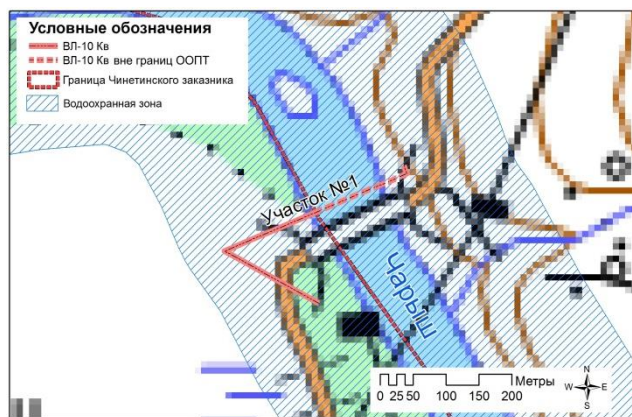 Условные обозначения
ВЛ-10 Кв
ВЛ-10 Кв вне границ ООПТ
Граница Чинетинского заказника
Водоохранная зона
Участок №1
Чарыш
Метры
0 25 50 100 150 200
N
W E
S